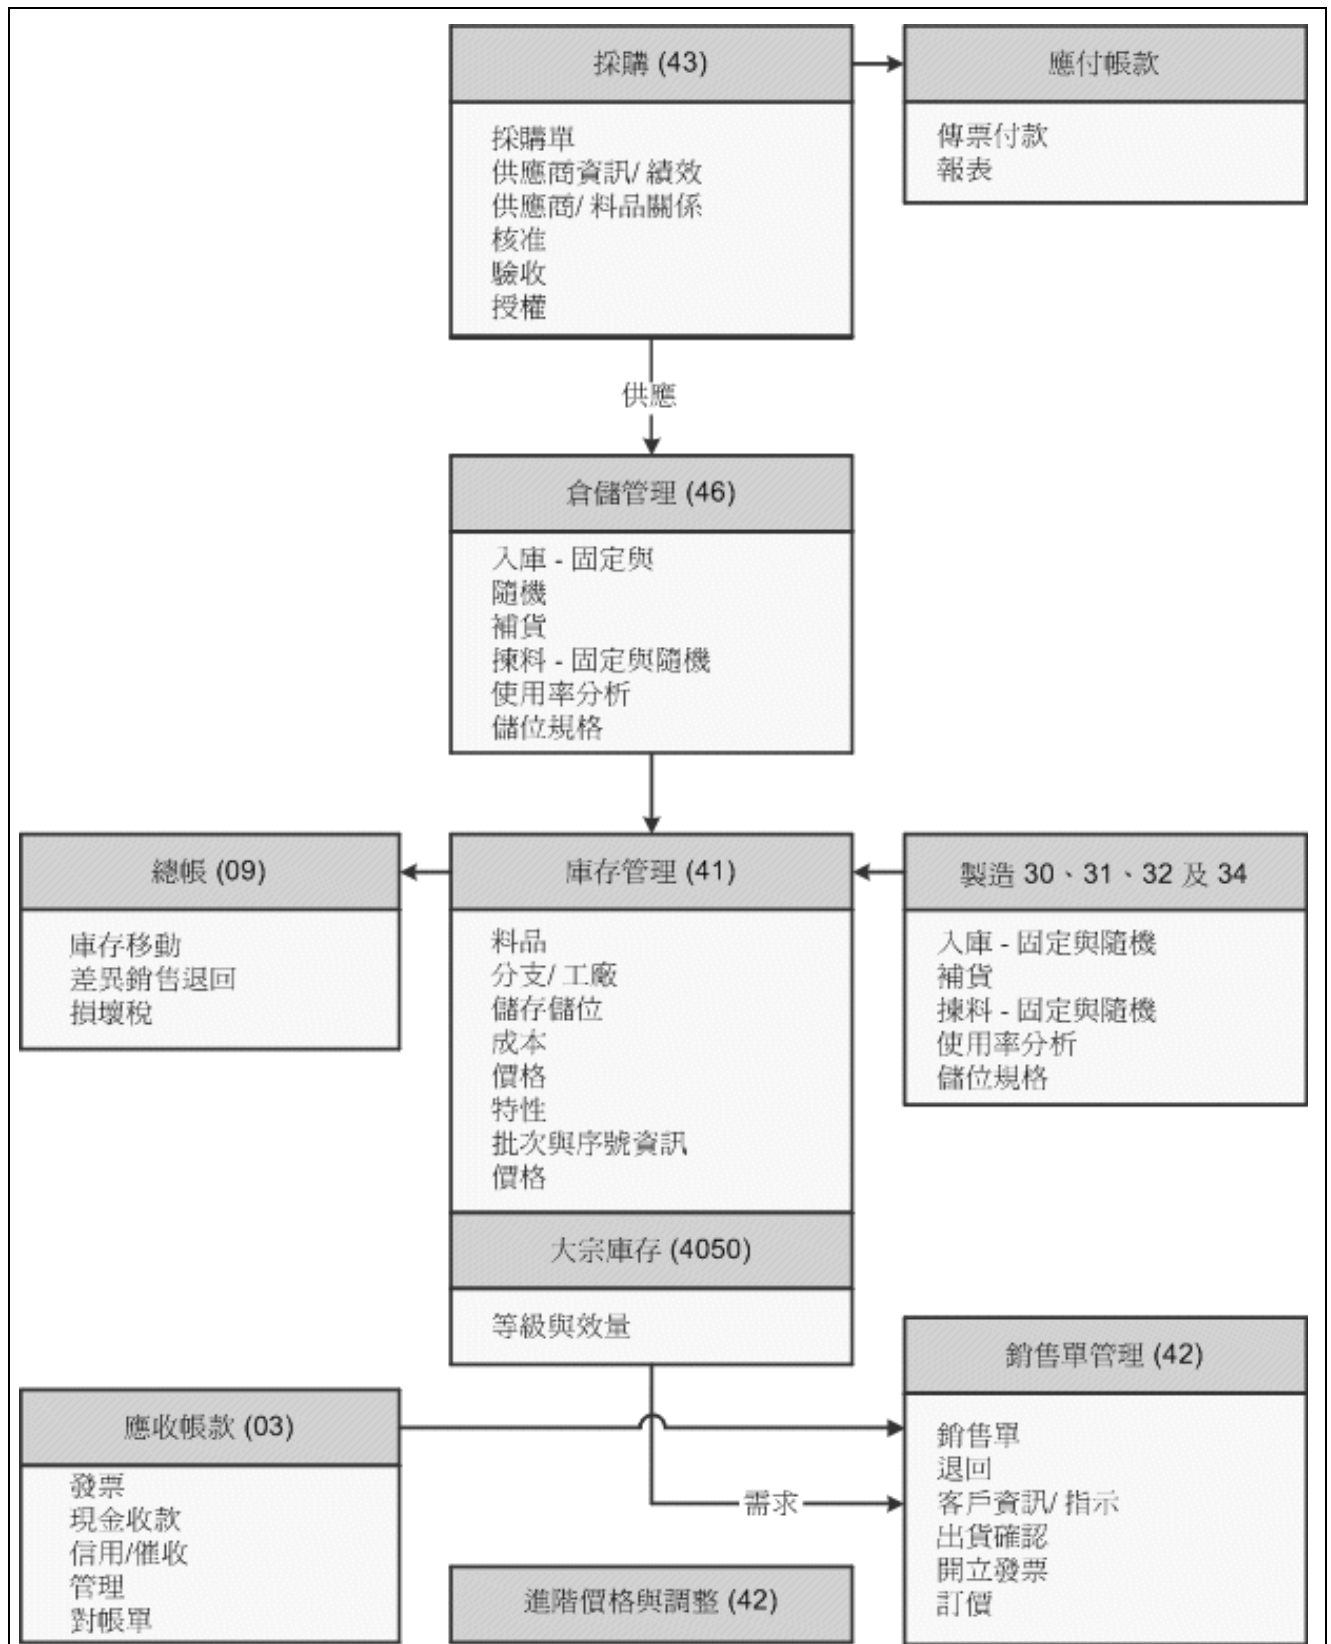 採購 (43)
採購單
供應商資訊/ 績效
供應商/ 料品關係
核准
驗收
授權
應付帳款
傳票付款
報表
供應
倉儲管理 (46)
入庫 - 固定與
隨機
補貨
揀料 - 固定與隨機
使用率分析
儲位規格
總帳 (09)
庫存移動
差異銷售退回
損壞稅
庫存管理 (41)
料品
分支/ 工廠
儲存儲位
成本
價格
特性
批次與序號資訊
價格
大宗庫存 (4050)
等級與效量
製造 30、31、32 及 34
入庫 - 固定與隨機
補貨
揀料 - 固定與隨機
使用率分析
儲位規格
應收帳款 (03)
發票
現金收款
信用/催收
管理
對帳單
需求
銷售單管理 (42)
銷售單
退回
客戶資訊/ 指示
出貨確認
開立發票
訂價
進階價格與調整 (42)